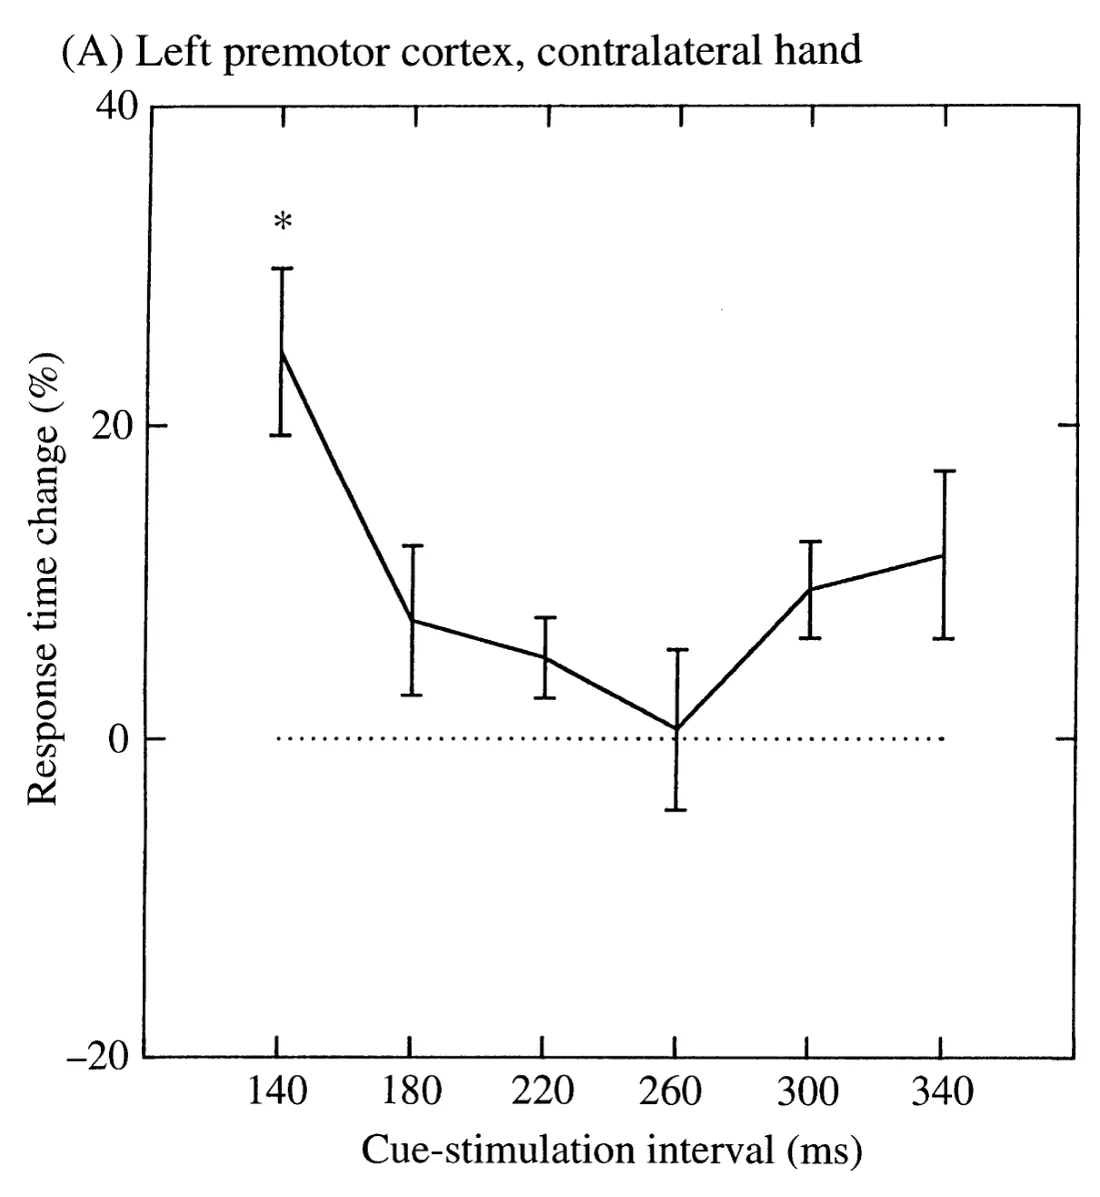 (A) Left premotor cortex, contralateral hand
40
*
20
0
–20
Response time change (%)
140 180 220 260 300 340
Cue-stimulation interval (ms)